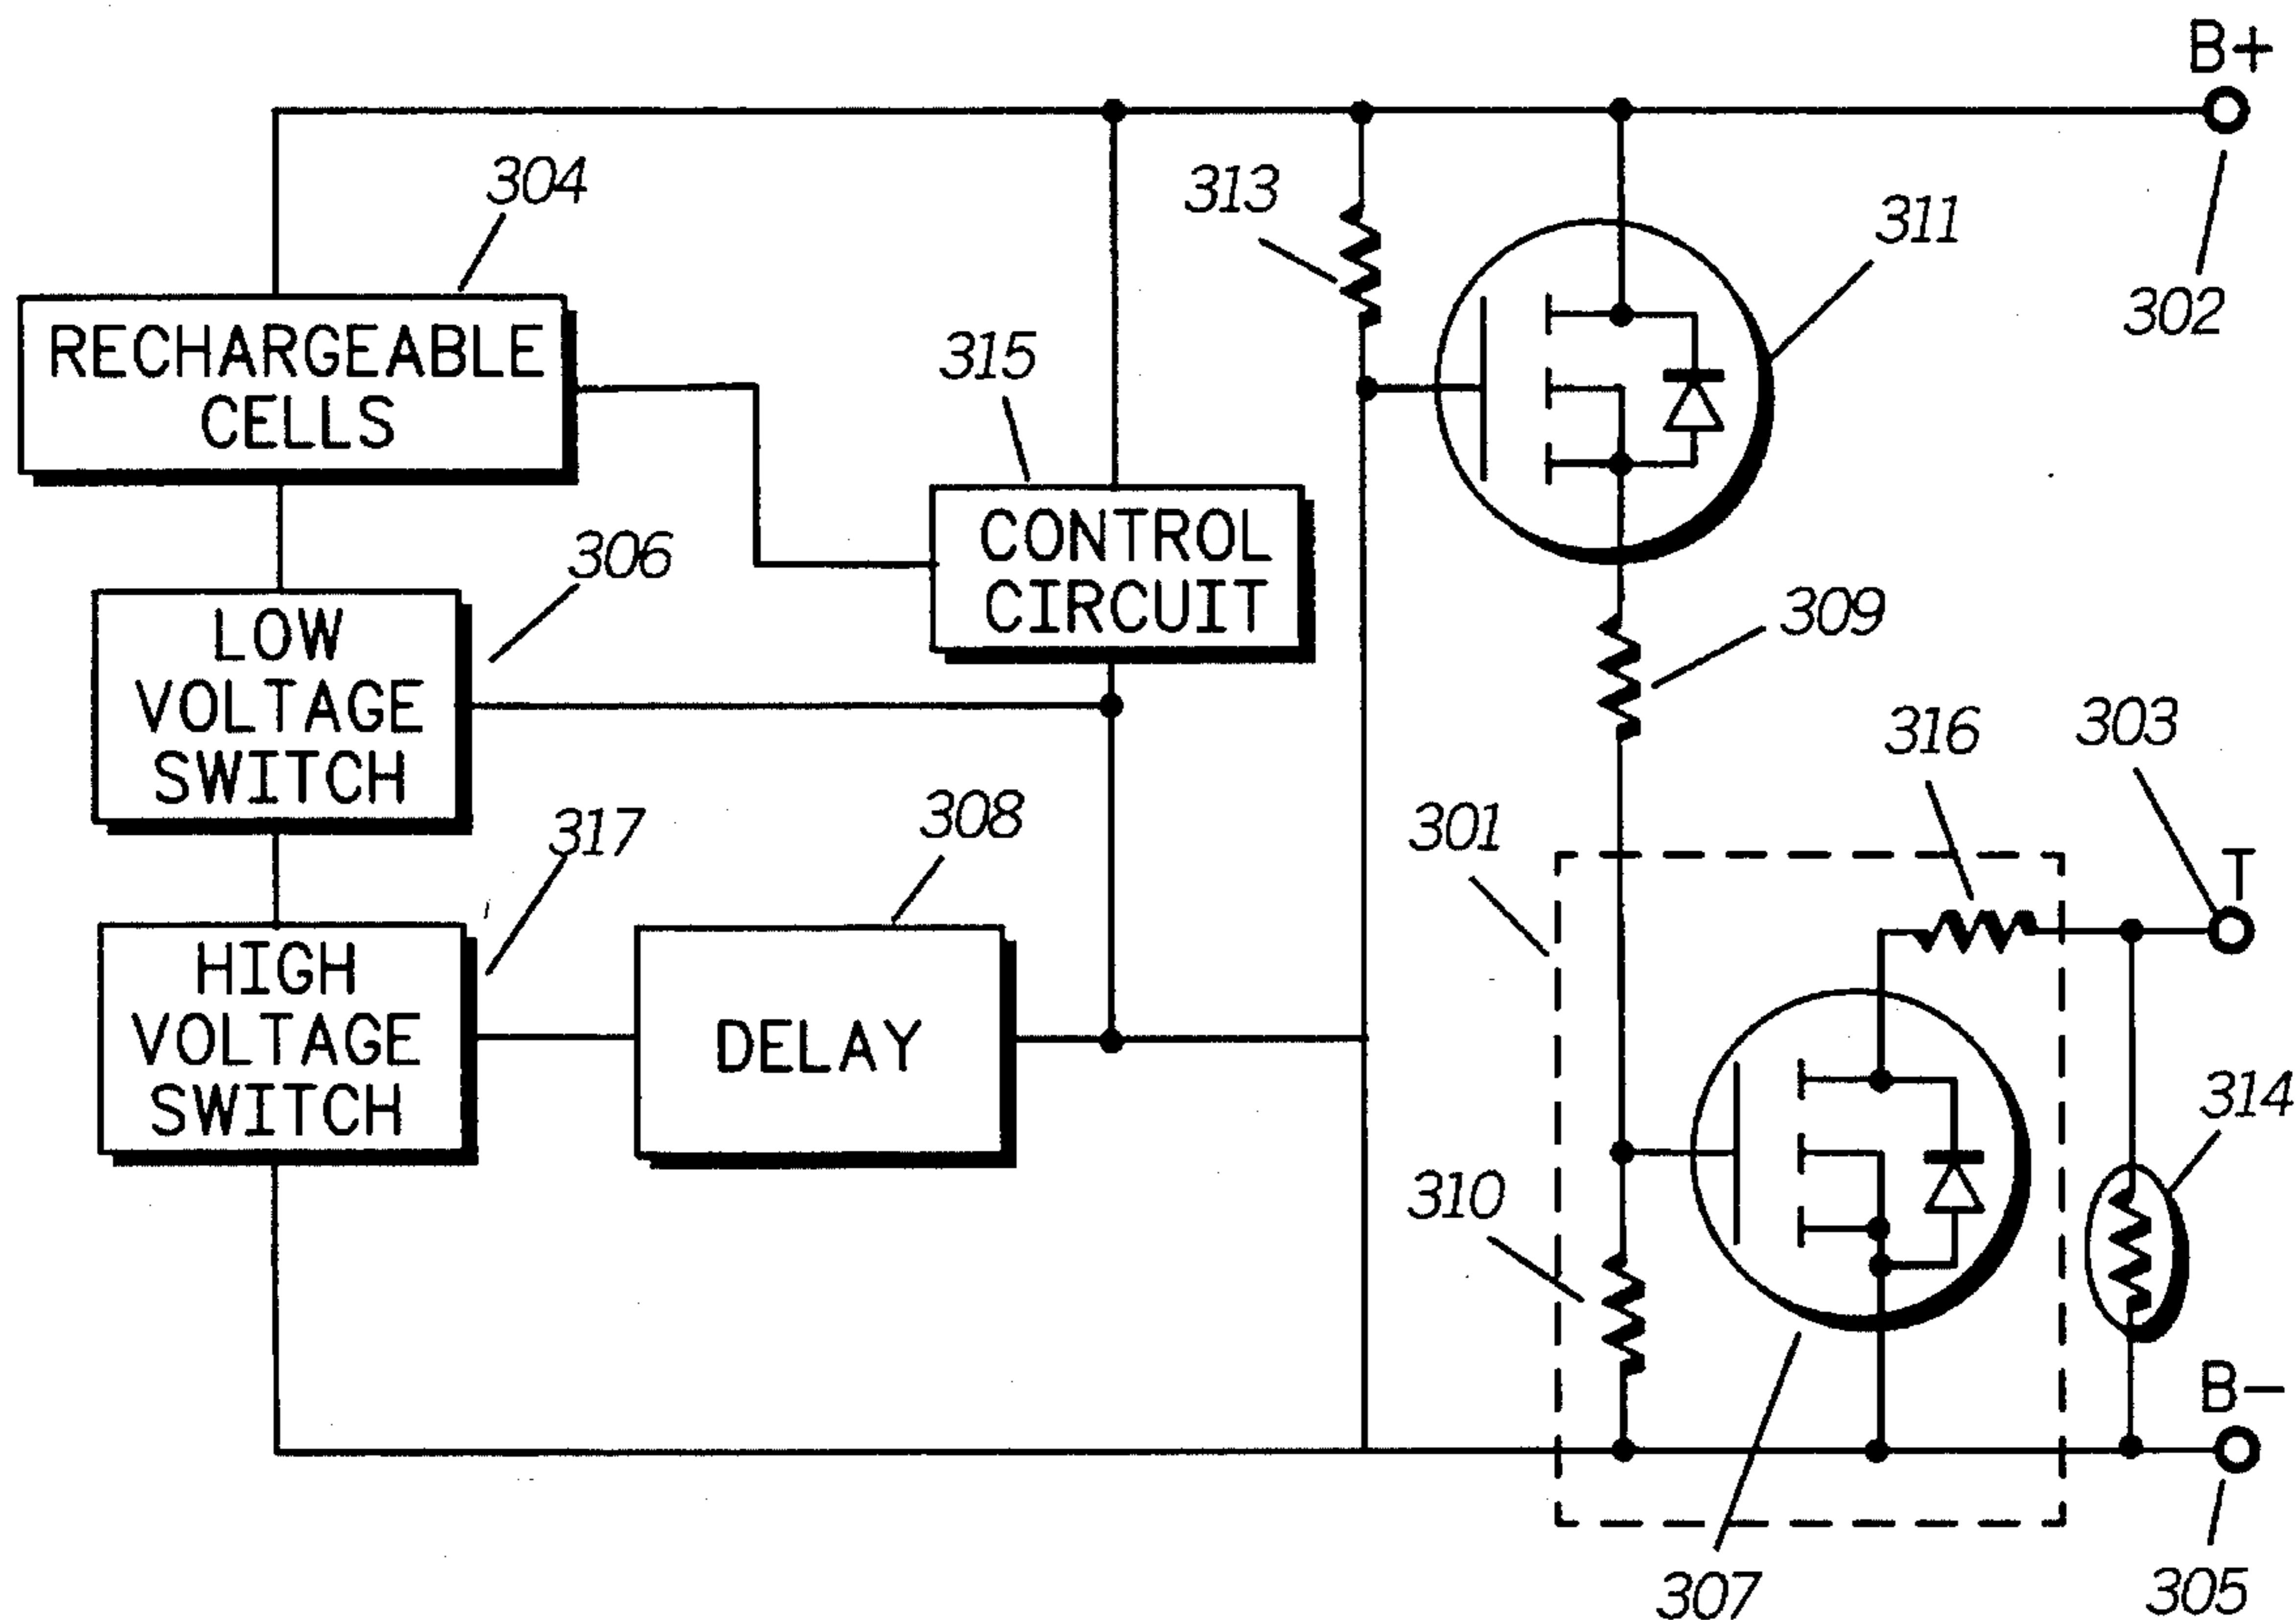 B+
304
313
311
302
RECHARGEABLE
CELLS
315
306
CONTROL
CIRCUIT
309
LOW
VOLTAGE
SWITCH
316
303
317
308
301
T
HIGH
VOLTAGE
SWITCH
DELAY
314
310
B-
307
305